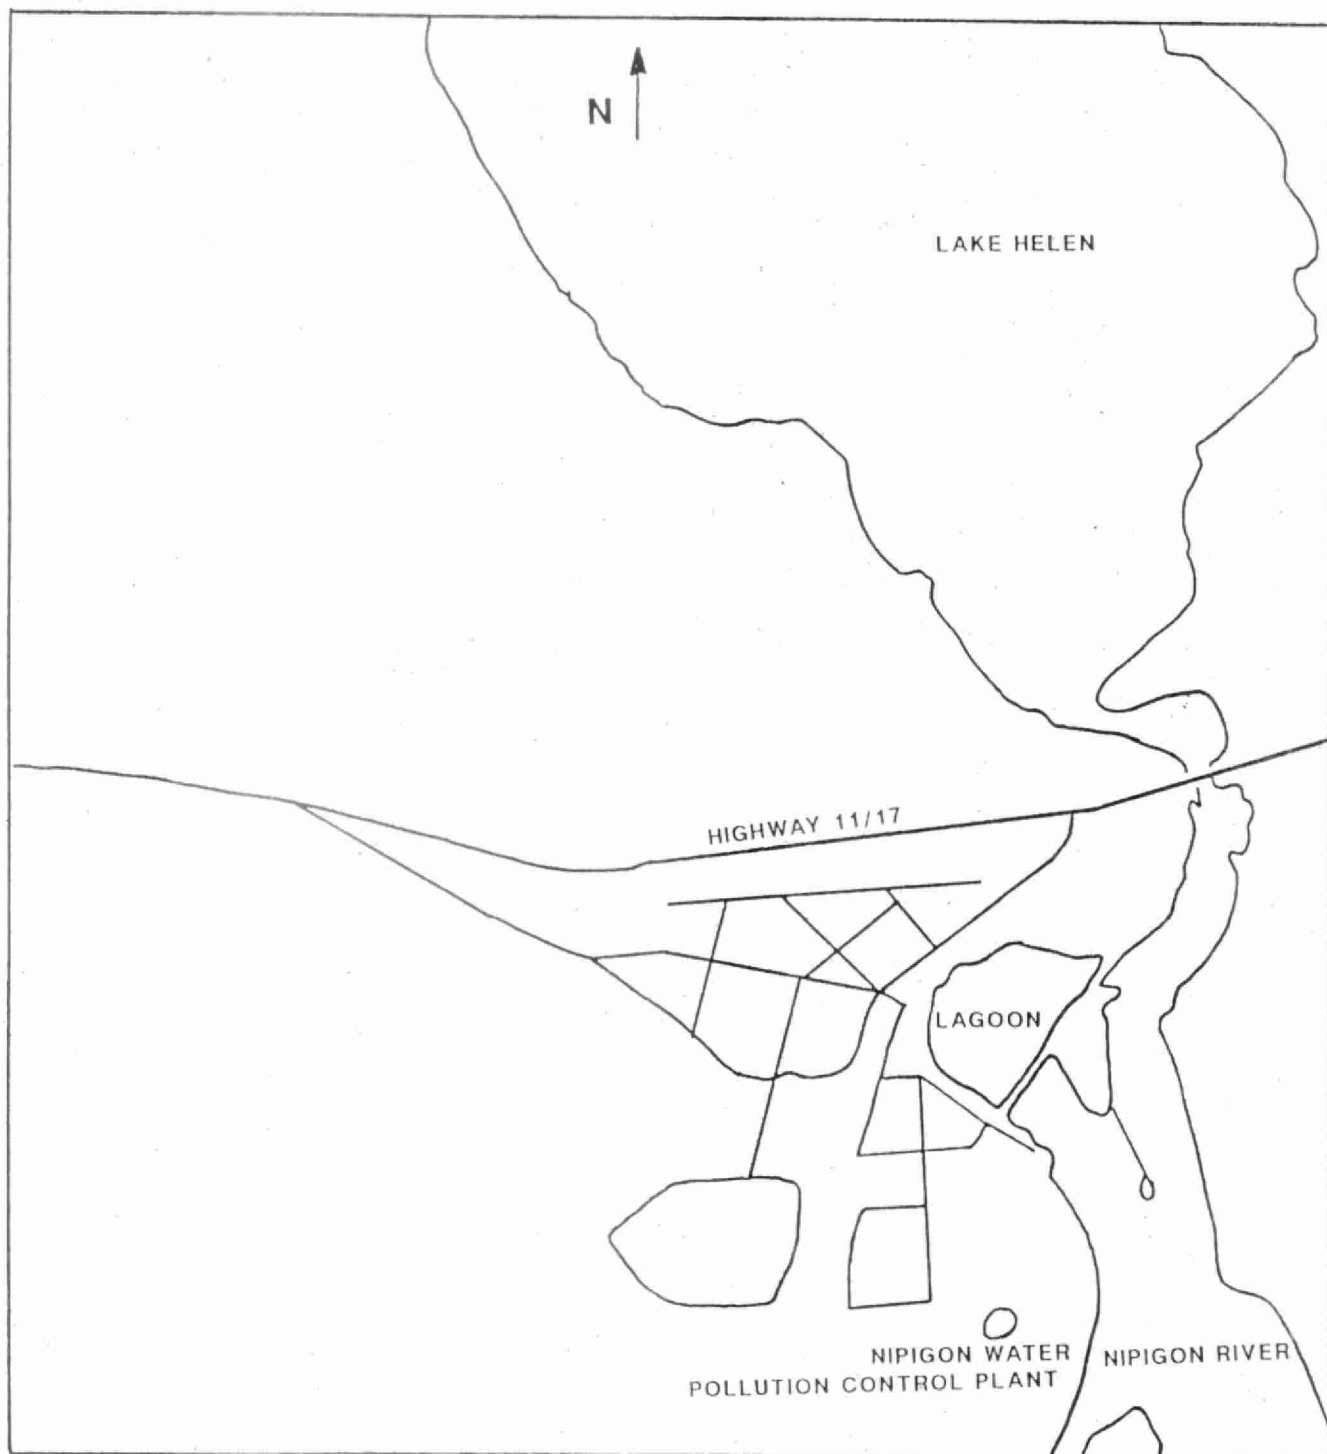 N
LAKE HELEN
HIGHWAY 11/17
LAGOON
NIPIGON WATER
POLLUTION CONTROL PLANT
NIPIGON RIVER